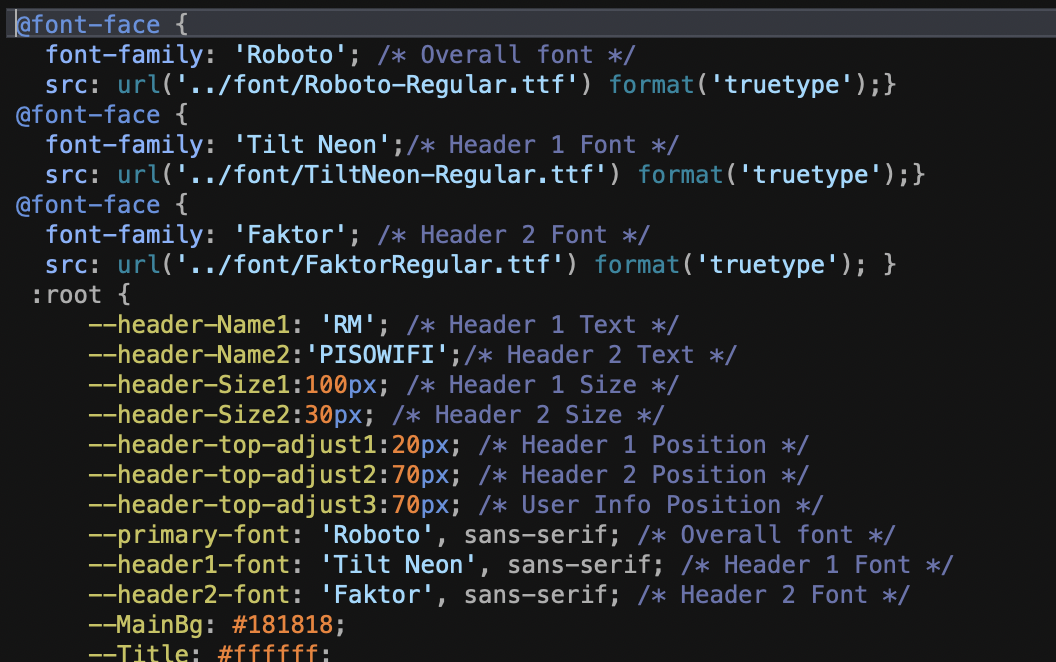 @font-face {
  font-family: 'Roboto'; /* Overall font */
  src: url('../font/Roboto-Regular.ttf') format('truetype');}
@font-face {
  font-family: 'Tilt Neon';/* Header 1 Font */
  src: url('../font/TiltNeon-Regular.ttf') format('truetype');}
@font-face {
  font-family: 'Faktor'; /* Header 2 Font */
  src: url('../font/FaktorRegular.ttf') format('truetype'); }
 :root {
     --header-Name1: 'RM'; /* Header 1 Text */
     --header-Name2:'PISOWIFI';/* Header 2 Text */
     --header-Size1:100px; /* Header 1 Size */
     --header-Size2:30px; /* Header 2 Size */
     --header-top-adjust1:20px; /* Header 1 Position */
     --header-top-adjust2:70px; /* Header 2 Position */
     --header-top-adjust3:70px; /* User Info Position */
     --primary-font: 'Roboto', sans-serif; /* Overall font */
     --header1-font: 'Tilt Neon', sans-serif; /* Header 1 Font */
     --header2-font: 'Faktor', sans-serif; /* Header 2 Font */
     --MainBg: #181818;
     --Title: #ffffff;